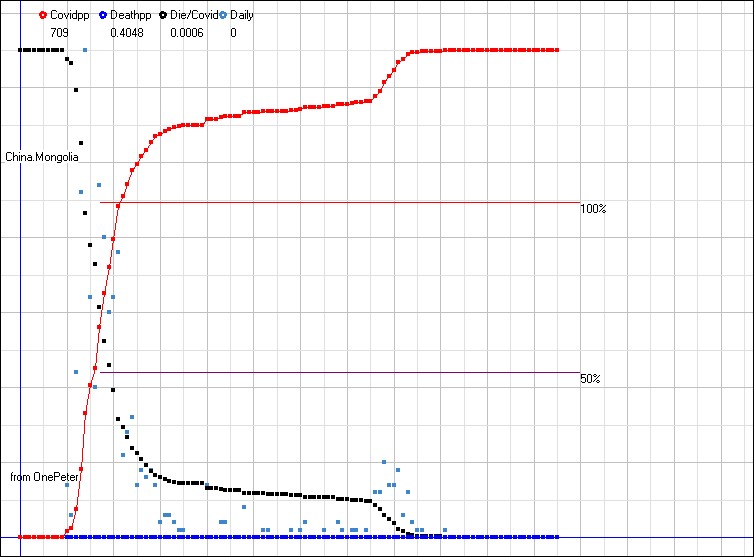 Covidpp Deathpp Die/Covid Daily
709 0.4048 0.0006 0
China.Mongolia
100%
50%
from OnePeter